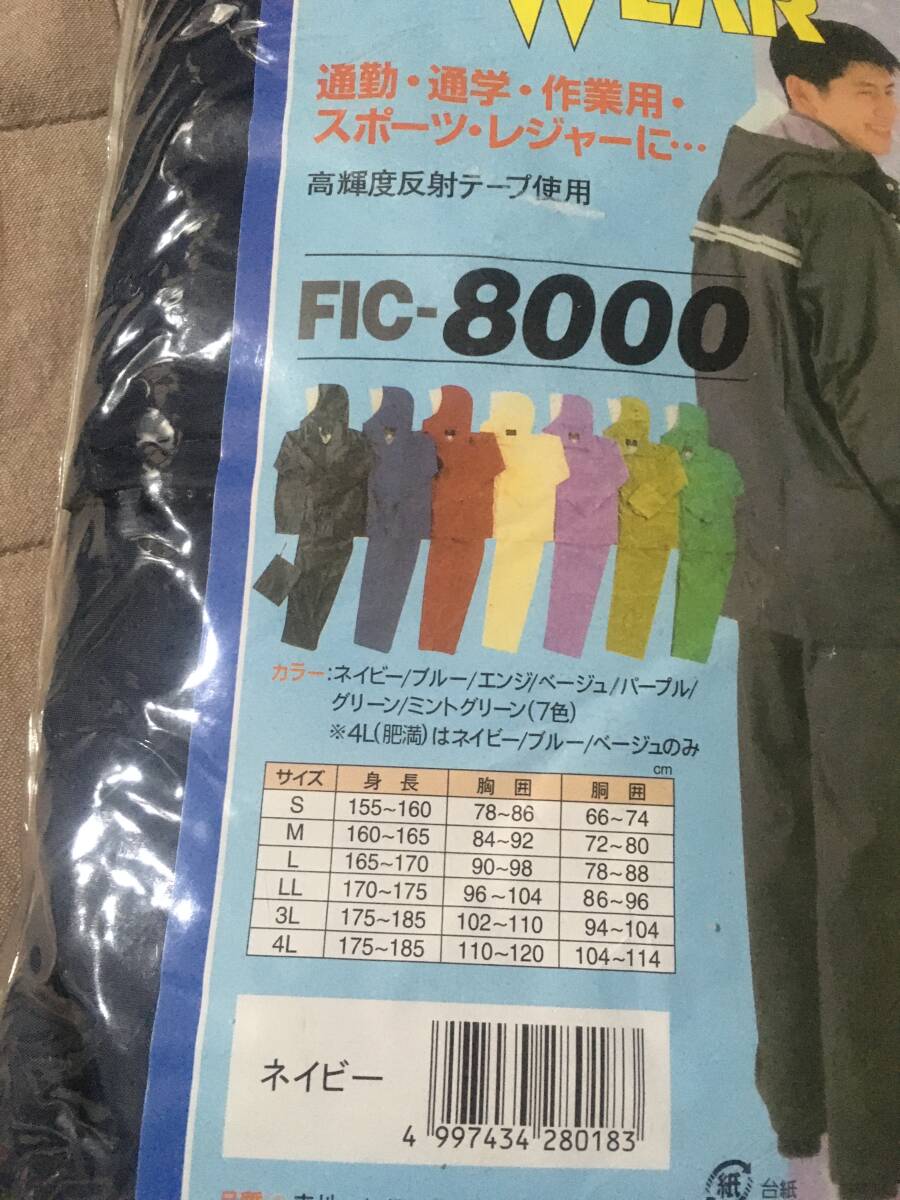 WEAR
通勤・通学・作業用・
スポーツ・レジャーに…
高輝度反射テープ使用
FIC-8000
カラー:ネイビー/ブルー/エンジ/ベージュ/パープル/
グリーン/ミントグリーン(7色)
※4L(肥満)はネイビー/ブルー/ベージュのみ
cm
サイズ 身長 胸囲 胴囲
S 155~160 78~86 66~74
M 160~165 84~92 72~80
L 165~170 90~98 78~88
LL 170~175 96~104 86~96
3L 175~185 102~110 94~104
4L 175~185 110~120 104~114
ネイビー
4 997434 280183
紙 台紙